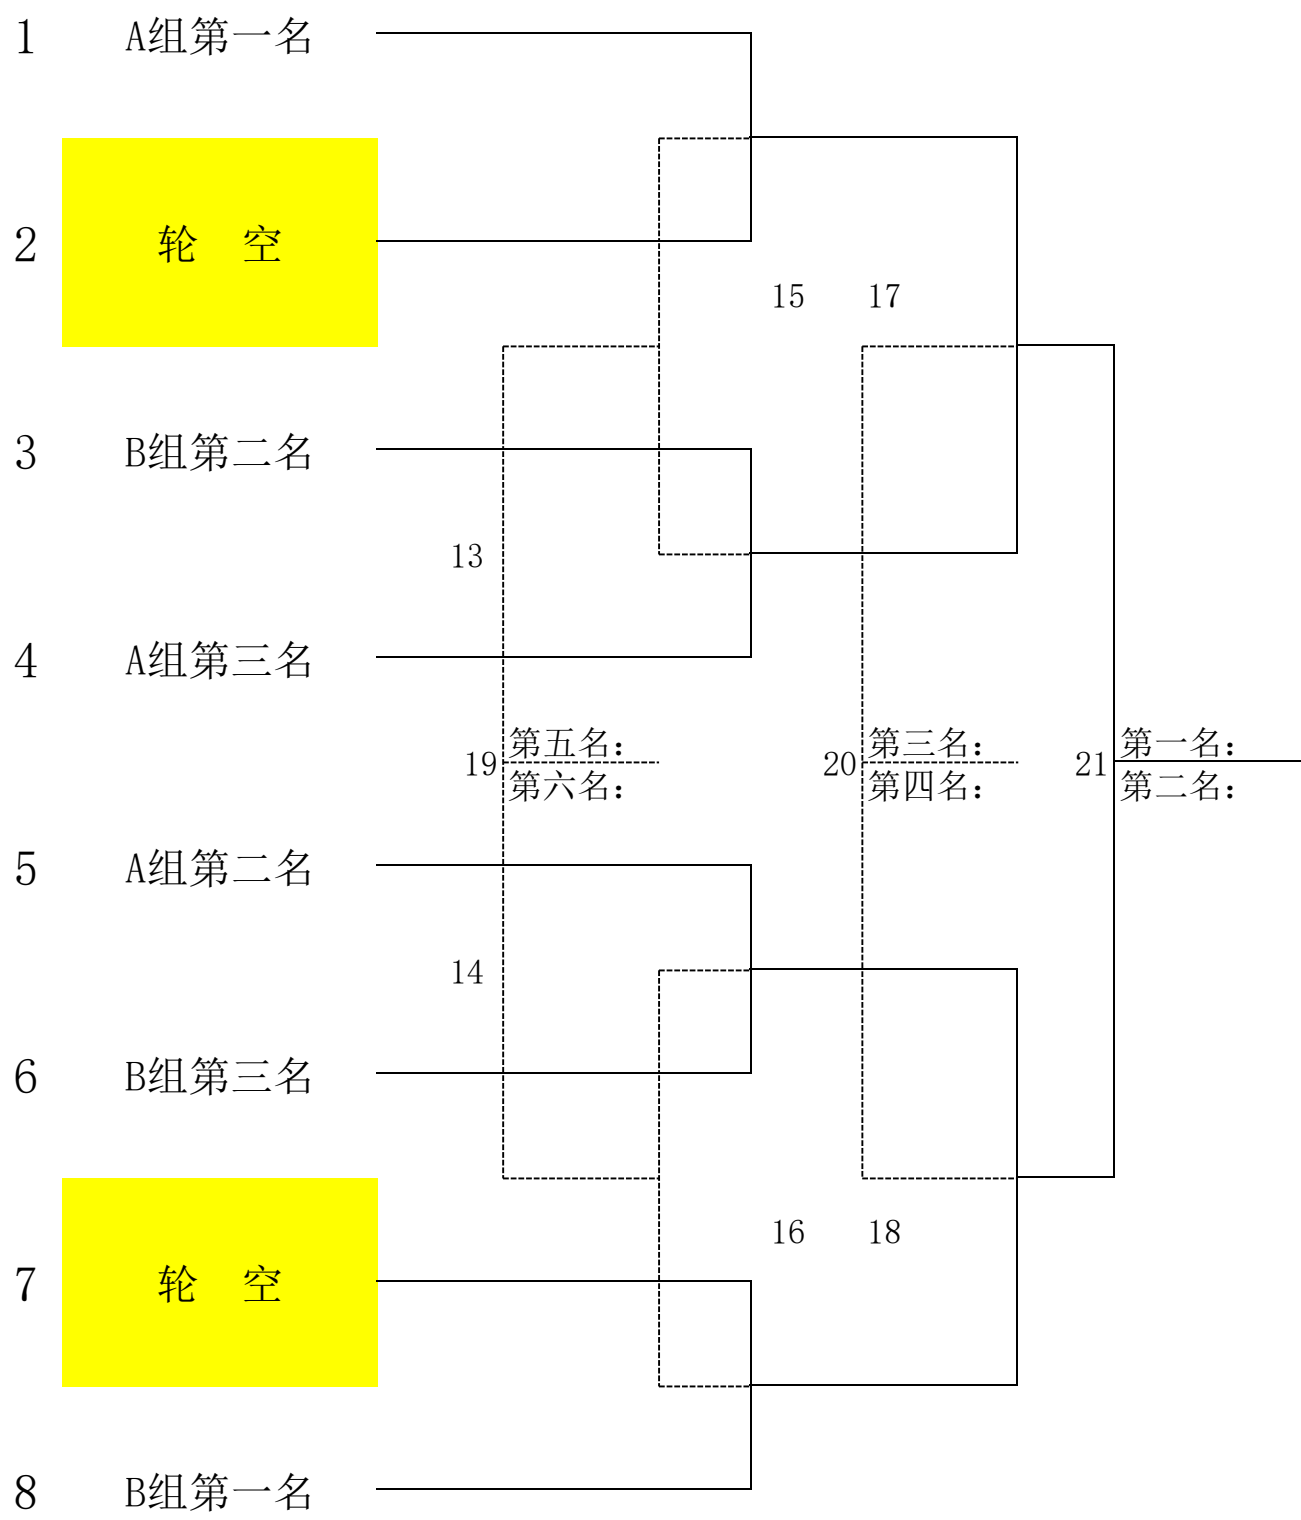 1 A组第一名
2 轮 空
15 17
3 B组第二名
13
4 A组第三名
19 第五名： 20 第三名： 21 第一名：
第六名： 第四名： 第二名：
5 A组第二名
14
6 B组第三名
16 18
7 轮 空
8 B组第一名